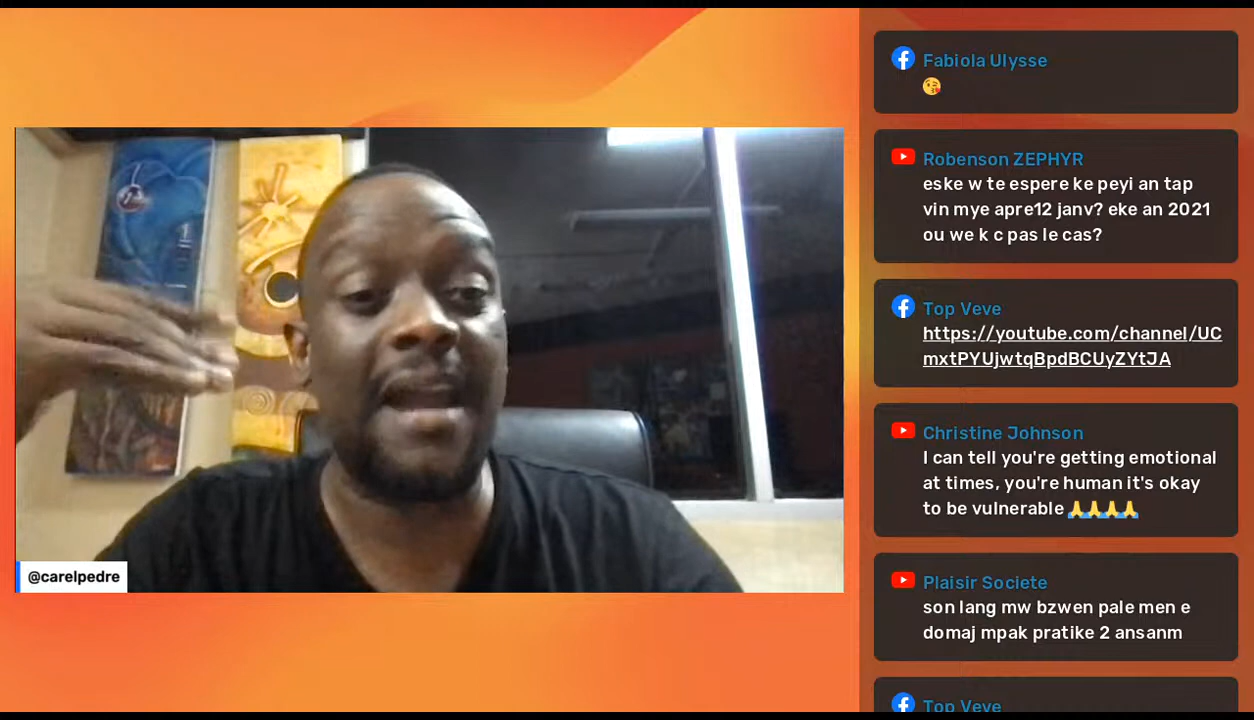 Fabiola Ulysse
😘
Robenson ZEPHYR
eske w te espere ke peyi an tap
vin mye apre12 janv? eke an 2021
ou we k c pas le cas?
Top Veve
https://youtube.com/channel/UC
mxtPYUjwtqBpdBCUyZYtJA
Christine Johnson
I can tell you're getting emotional
at times, you're human it's okay
to be vulnerable 🙏🙏🙏🙏
Plaisir Societe
son lang mw bzwen pale men e
domaj mpak pratike 2 ansanm
Top Veve
@carelpedre